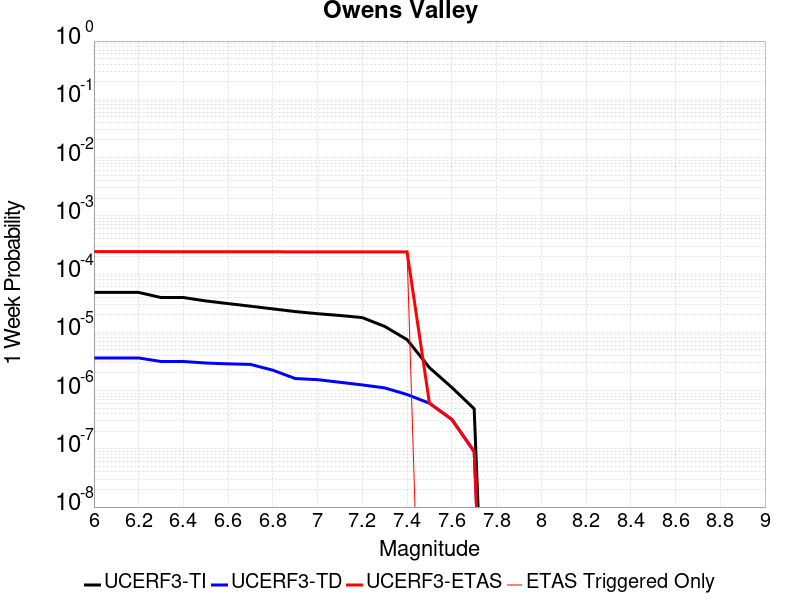 Owens Valley
10^0
10^-1
10^-2
10^-3
10^-4
10^-5
10^-6
10^-7
10^-8
1 Week Probability
6 6.2 6.4 6.6 6.8 7 7.2 7.4 7.6 7.8 8 8.2 8.4 8.6 8.8 9
Magnitude
UCERF3-TI UCERF3-TD UCERF3-ETAS ETAS Triggered Only